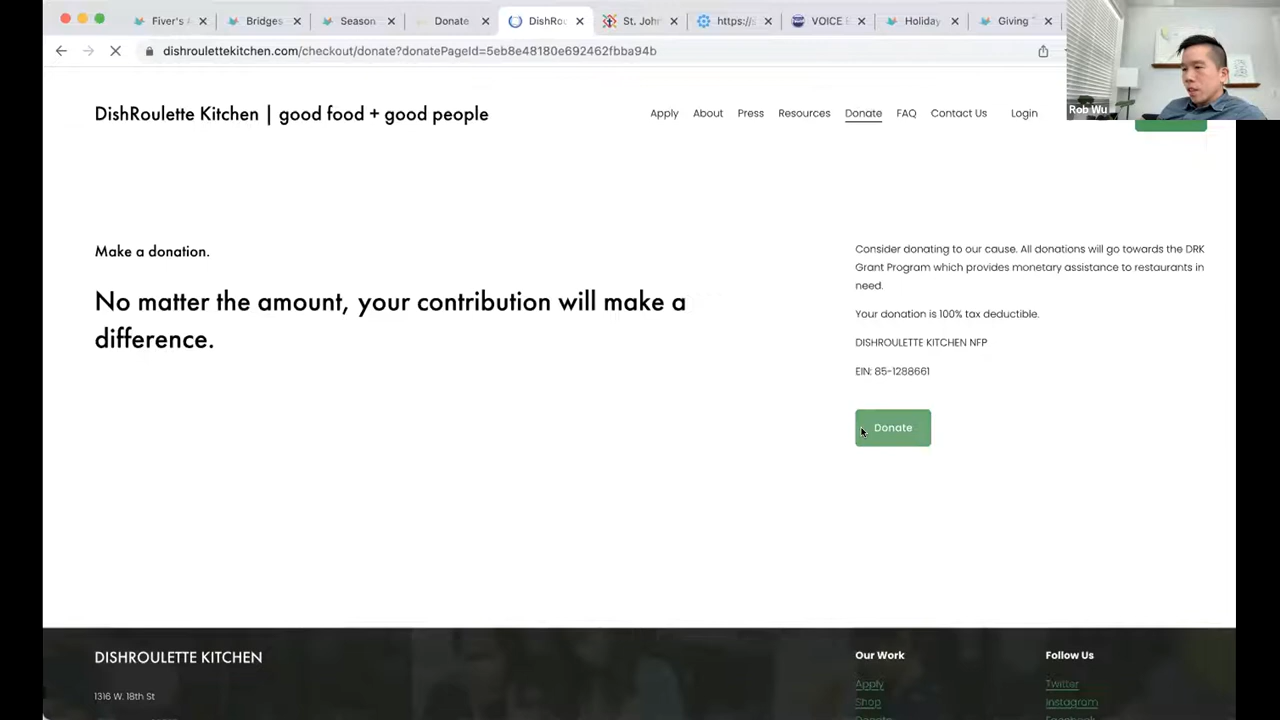 Fiver's
Bridges
Season
Donate
DishRou
St. John
https://s
VOICE
Holiday
Giving
dishroulettekitchen.com/checkout/donate?donatePageId=5eb8e48180e692462fbba94b
Rob Wu
DishRoulette Kitchen | good food + good people
Apply About Press Resources Donate FAQ Contact Us Login
Make a donation.
No matter the amount, your contribution will make a
difference.
Consider donating to our cause. All donations will go towards the DRK
Grant Program which provides monetary assistance to restaurants in
need.
Your donation is 100% tax deductible.
DISHROULETTE KITCHEN NFP
EIN: 85-1288661
Donate
DISHROULETTE KITCHEN
1316 W. 18th St
Our Work
Apply
Shop
Donate
Follow Us
Twitter
Instagram
Facebook